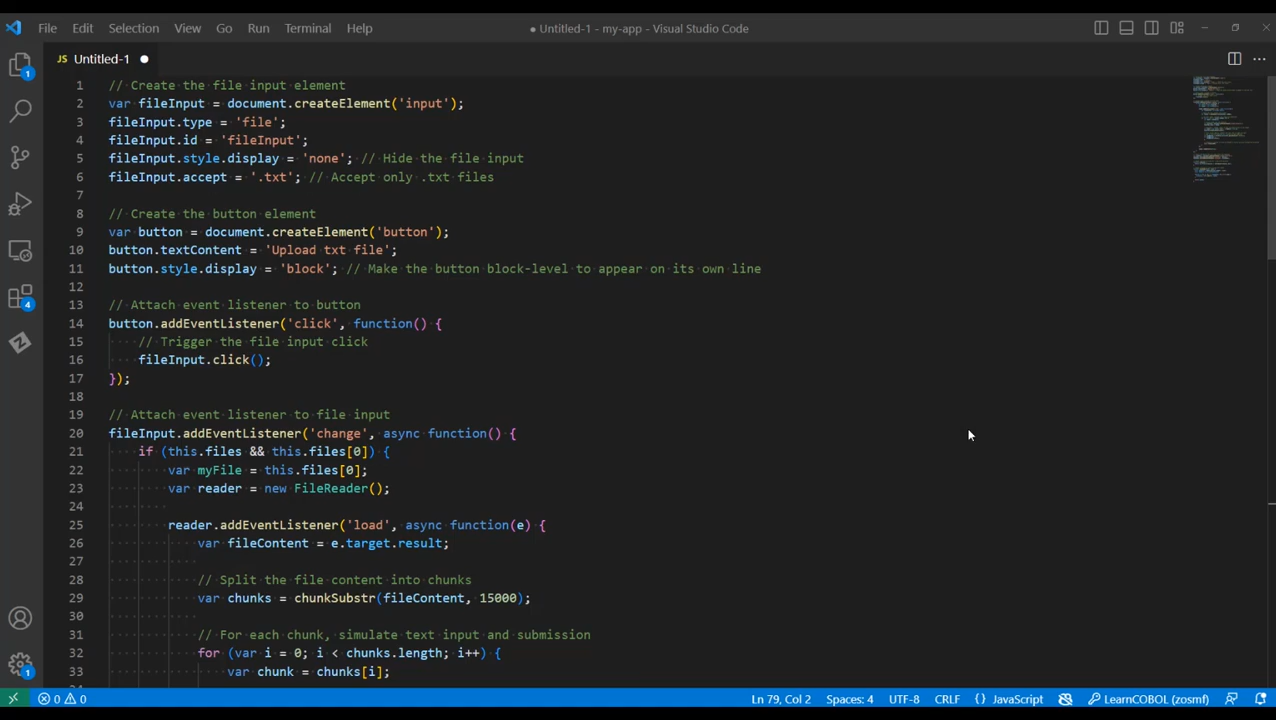 File Edit Selection View Go Run Terminal Help
● Untitled-1 - my-app - Visual Studio Code
JS Untitled-1 ●
1 // Create the file input element
2 var fileInput = document.createElement('input');
3 fileInput.type = 'file';
4 fileInput.id = 'fileInput';
5 fileInput.style.display = 'none'; // Hide the file input
6 fileInput.accept = '.txt'; // Accept only .txt files
7
8 // Create the button element
9 var button = document.createElement('button');
10 button.textContent = 'Upload txt file';
11 button.style.display = 'block'; // Make the button block-level to appear on its own line
12
13 // Attach event listener to button
14 button.addEventListener('click', function() {
15 // Trigger the file input click
16 fileInput.click();
17 });
18
19 // Attach event listener to file input
20 fileInput.addEventListener('change', async function() {
21 if (this.files && this.files[0]) {
22 var myFile = this.files[0];
23 var reader = new FileReader();
24
25 reader.addEventListener('load', async function(e) {
26 var fileContent = e.target.result;
27
28 // Split the file content into chunks
29 var chunks = chunkSubstr(fileContent, 15000);
30
31 // For each chunk, simulate text input and submission
32 for (var i = 0; i < chunks.length; i++) {
33 var chunk = chunks[i];
1
4
1
0 0 Ln 79, Col 2 Spaces: 4 UTF-8 CRLF {} JavaScript LearnCOBOL (zosmf)